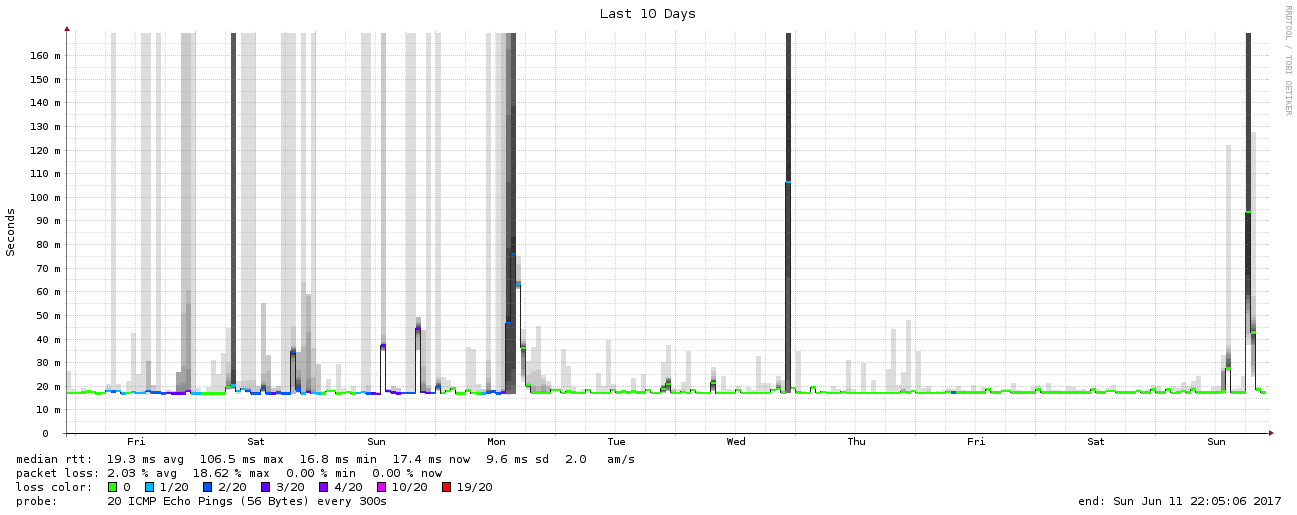 Last 10 Days
RRDTOOL / TOBI OETIKER
Seconds
160 m
150 m
140 m
130 m
120 m
110 m
100 m
90 m
80 m
70 m
60 m
50 m
40 m
30 m
20 m
10 m
0
Fri Sat Sun Mon Tue Wed Thu Fri Sat Sun
median rtt: 19.3 ms avg 106.5 ms max 16.8 ms min 17.4 ms now 9.6 ms sd 2.0 am/s
packet loss: 2.03 % avg 18.62 % max 0.00 % min 0.00 % now
loss color: 0 1/20 2/20 3/20 4/20 10/20 19/20
probe: 20 ICMP Echo Pings (56 Bytes) every 300s end: Sun Jun 11 22:05:06 2017